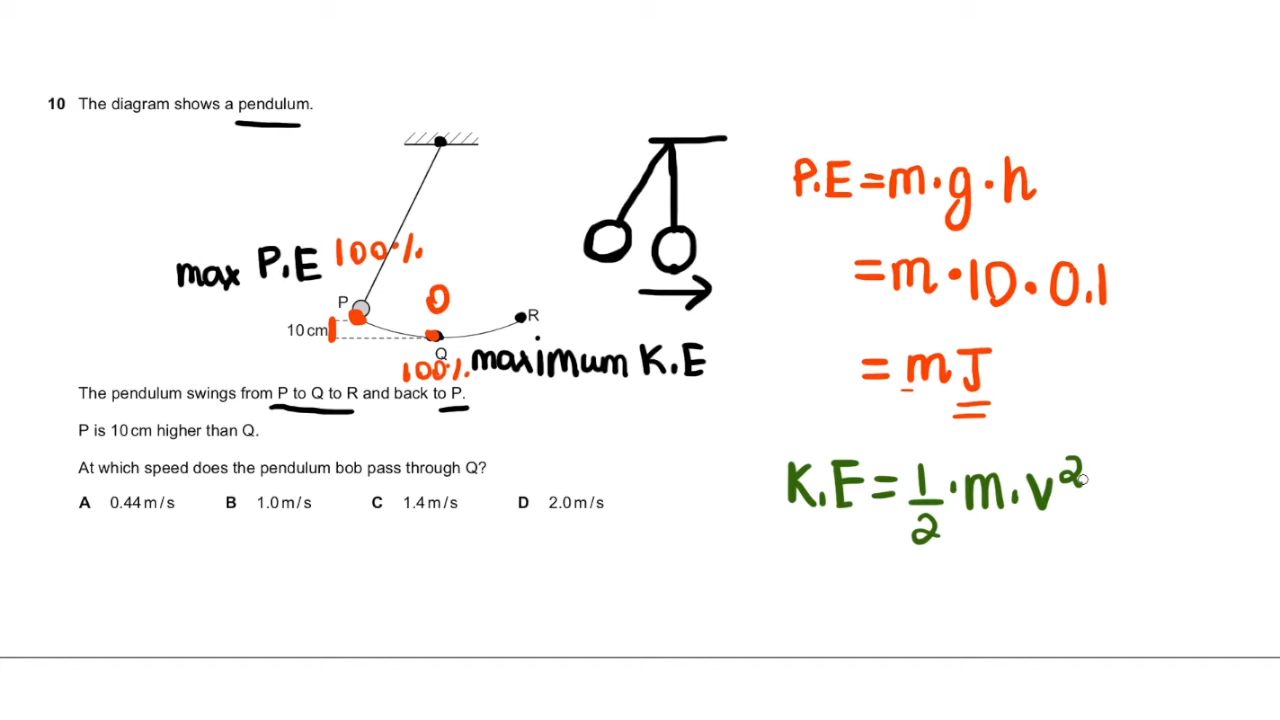 10 The diagram shows a pendulum.
max P.E 100%
P
0
R
10 cm
Q
100%. maximum K.E
The pendulum swings from P to Q to R and back to P.
P is 10 cm higher than Q.
At which speed does the pendulum bob pass through Q?
A 0.44 m/s B 1.0 m/s C 1.4 m/s D 2.0 m/s
P.E = m·g·h
= m·10·0.1
= m J
K.E = 1/2 · m · v²